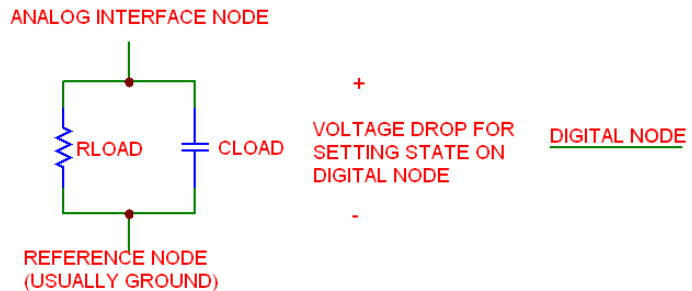 ANALOG INTERFACE NODE
+
RLOAD
CLOAD
VOLTAGE DROP FOR
SETTING STATE ON
DIGITAL NODE
DIGITAL NODE
-
REFERENCE NODE
(USUALLY GROUND)